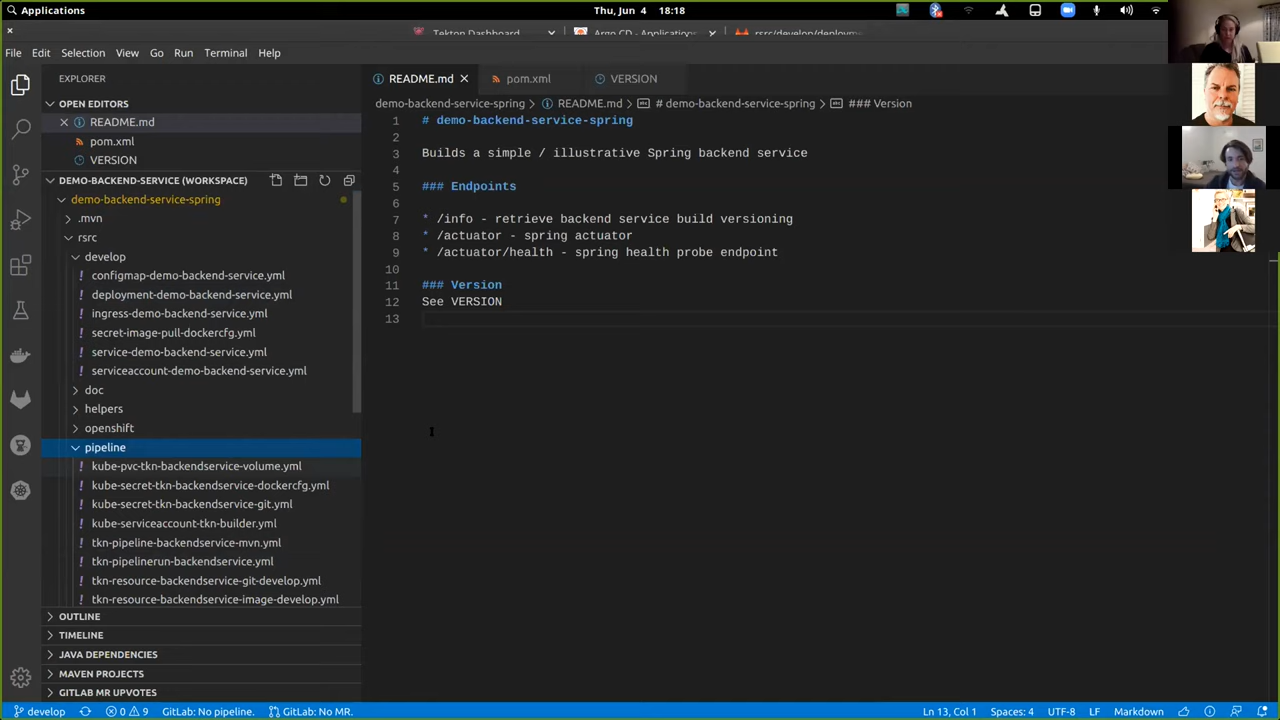 Applications
Thu, Jun 4 18:18
Tekton Dashboard
Argo CD - Applications
rsrc/develop/deploym
File Edit Selection View Go Run Terminal Help
EXPLORER
OPEN EDITORS
README.md
pom.xml
VERSION
DEMO-BACKEND-SERVICE (WORKSPACE)
demo-backend-service-spring
.mvn
rsrc
develop
configmap-demo-backend-service.yml
deployment-demo-backend-service.yml
ingress-demo-backend-service.yml
secret-image-pull-dockercfg.yml
service-demo-backend-service.yml
serviceaccount-demo-backend-service.yml
doc
helpers
openshift
pipeline
kube-pvc-tkn-backendservice-volume.yml
kube-secret-tkn-backendservice-dockercfg.yml
kube-secret-tkn-backendservice-git.yml
kube-serviceaccount-tkn-builder.yml
tkn-pipeline-backendservice-mvn.yml
tkn-pipelinerun-backendservice.yml
tkn-resource-backendservice-git-develop.yml
tkn-resource-backendservice-image-develop.yml
OUTLINE
TIMELINE
JAVA DEPENDENCIES
MAVEN PROJECTS
GITLAB MR UPVOTES
README.md pom.xml VERSION
demo-backend-service-spring > README.md > # demo-backend-service-spring > ### Version
1 # demo-backend-service-spring
2
3 Builds a simple / illustrative Spring backend service
4
5 ### Endpoints
6
7 * /info - retrieve backend service build versioning
8 * /actuator - spring actuator
9 * /actuator/health - spring health probe endpoint
10
11 ### Version
12 See VERSION
13
develop 0 9 GitLab: No pipeline. GitLab: No MR. Ln 13, Col 1 Spaces: 4 UTF-8 LF Markdown